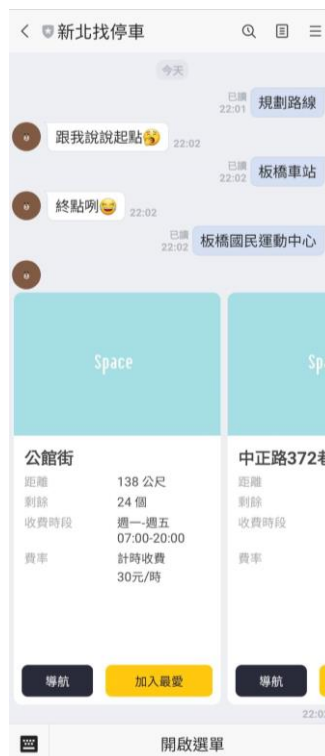 新北找停車
今天
已讀
22:01
規劃路線
跟我說說起點
22:02
已讀
22:02
板橋車站
終點咧
22:02
已讀
22:02
板橋國民運動中心
Space
公館街
距離 138 公尺
剩餘 24 個
收費時段 週一-週五
07:00-20:00
費率 計時收費
30元/時
導航
加入最愛
中正路372
距離
剩餘
收費時段
費率
導航
開啟選單